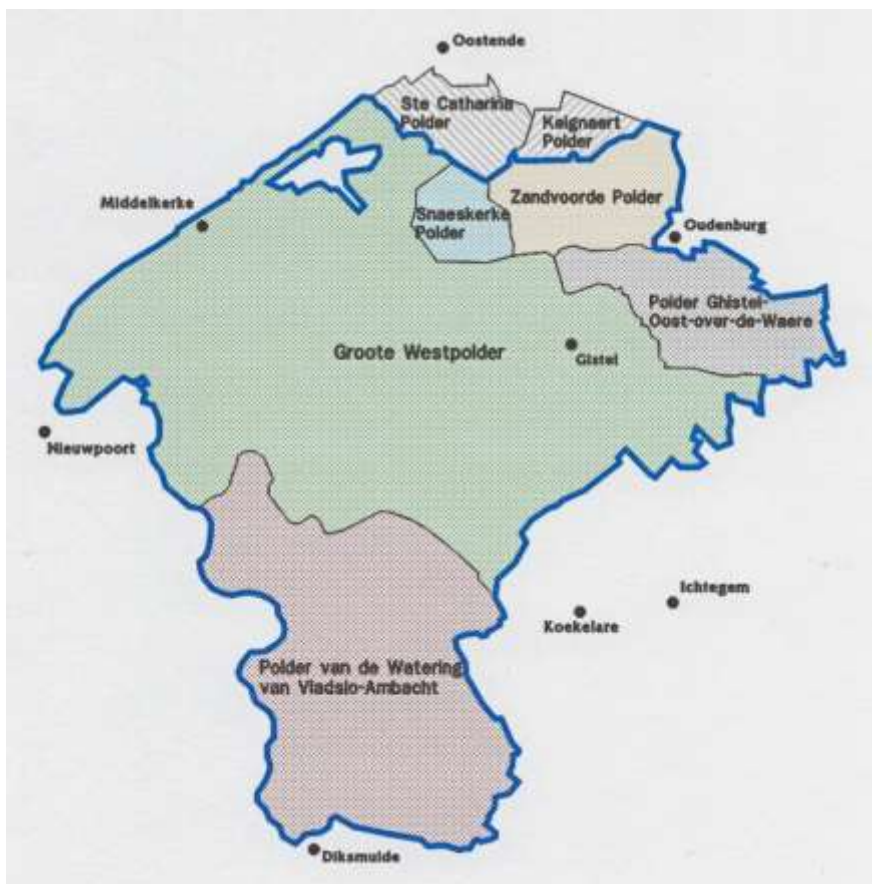 Oostende
Ste Catharina
Polder
Keignaert
Polder
Middelkerke
Snaeskerke
Polder
Zandvoorde Polder
Oudenburg
Polder Ghistel-
Oost-over-de-Waere
Groote Westpolder
Gistel
Nieuwpoort
Ichtegem
Koekelare
Polder van de Watering
van Vladslo-Ambacht
Diksmuide